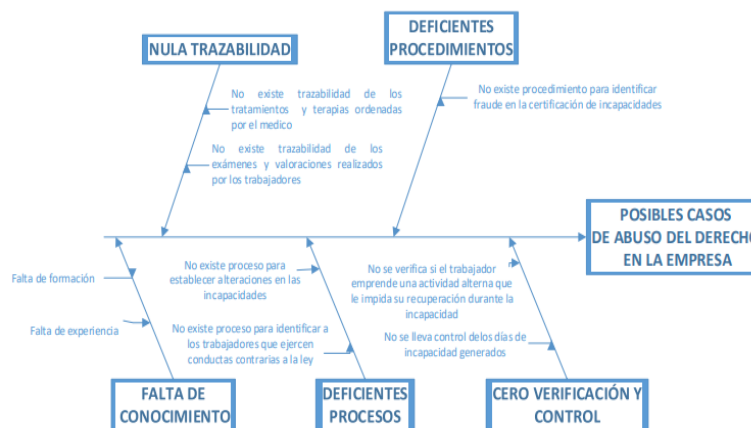 NULA TRAZABILIDAD
DEFICIENTES
PROCEDIMIENTOS
No existe trazabilidad de los
tratamientos y terapias ordenadas
por el medico
No existe procedimiento para identificar
fraude en la certificación de incapacidades
No existe trazabilidad de los
exámenes y valoraciones realizados
por los trabajadores
POSIBLES CASOS
DE ABUSO DEL DERECHO
EN LA EMPRESA
Falta de formación
Falta de experiencia
No existe proceso para
establecer alteraciones en las
incapacidades
No existe proceso para identificar a
los trabajadores que ejercen
conductas contrarias a la ley
No se verifica si el trabajador
emprende una actividad alterna que
le impida su recuperación durante la
incapacidad
No se lleva control delos días de
incapacidad generados
FALTA DE
CONOCIMIENTO
DEFICIENTES
PROCESOS
CERO VERIFICACIÓN Y
CONTROL